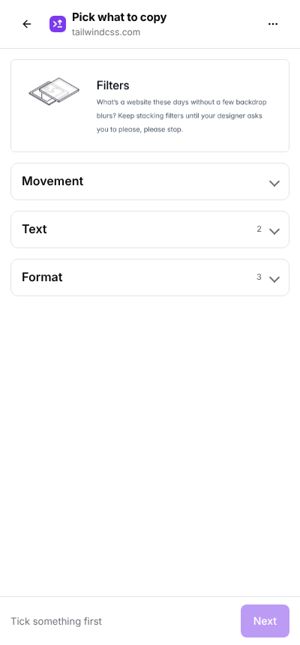 Pick what to copy
tailwindcss.com
Filters
What's a website these days without a few backdrop
blurs? Keep stacking filters until your designer asks
you to please, please stop.
Movement
Text 2
Format 3
Tick something first
Next